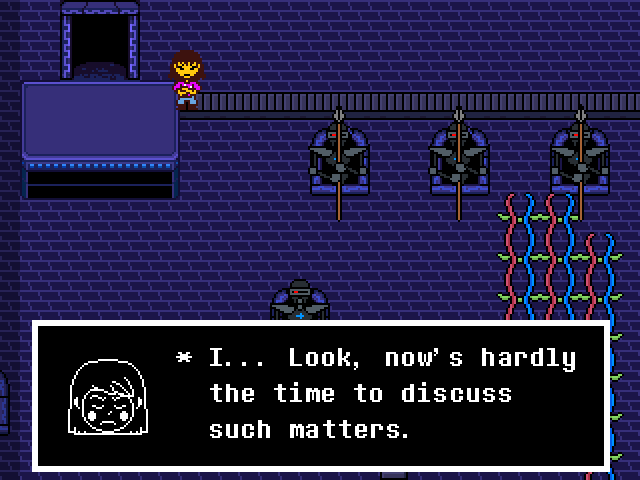 * I... Look, now's hardly
the time to discuss
such matters.